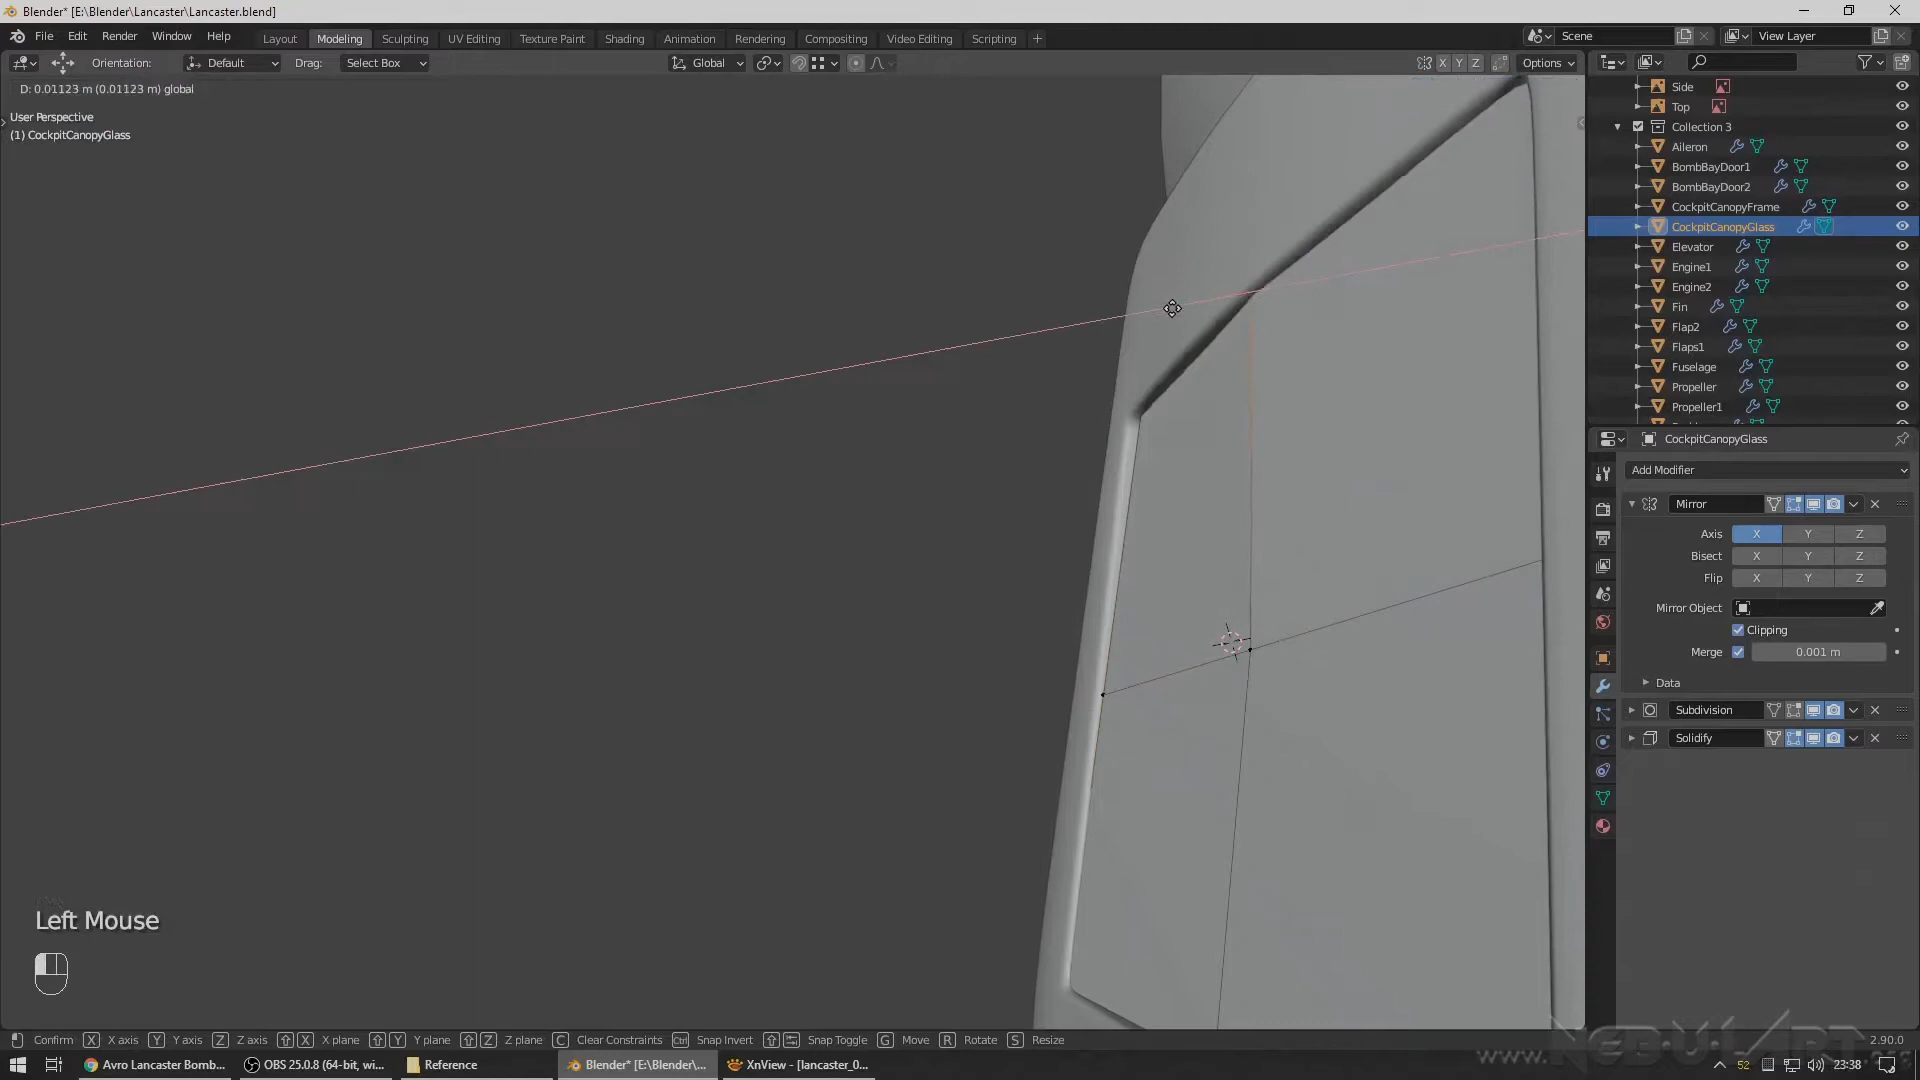 Blender* [E:\Blender\Lancaster\Lancaster.blend]
File Edit Render Window Help Layout Modeling Sculpting UV Editing Texture Paint Shading Animation Rendering Compositing Video Editing Scripting + Scene View Layer
Orientation: Default Drag: Select Box Global X Y Z Options
D: 0.01123 m (0.01123 m) global
User Perspective
(1) CockpitCanopyGlass
Side
Top
Collection 3
Aileron
BombBayDoor1
BombBayDoor2
CockpitCanopyFrame
CockpitCanopyGlass
Elevator
Engine1
Engine2
Fin
Flap2
Flaps1
Fuselage
Propeller
Propeller1
CockpitCanopyGlass
Add Modifier
Mirror
Axis X Y Z
Bisect X Y Z
Flip X Y Z
Mirror Object
Clipping
Merge 0.001 m
Data
Subdivision
Solidify
Left Mouse
Confirm X X axis Y Y axis Z Z axis X X plane Y Y plane Z Z plane C Clear Constraints Ctrl Snap Invert Snap Toggle G Move R Rotate S Resize 2.90.0
www.NEBULART
Avro Lancaster Bomb... OBS 25.0.8 (64-bit, wi... Reference Blender* [E:\Blender\... XnView - [lancaster_0... 52 23:38